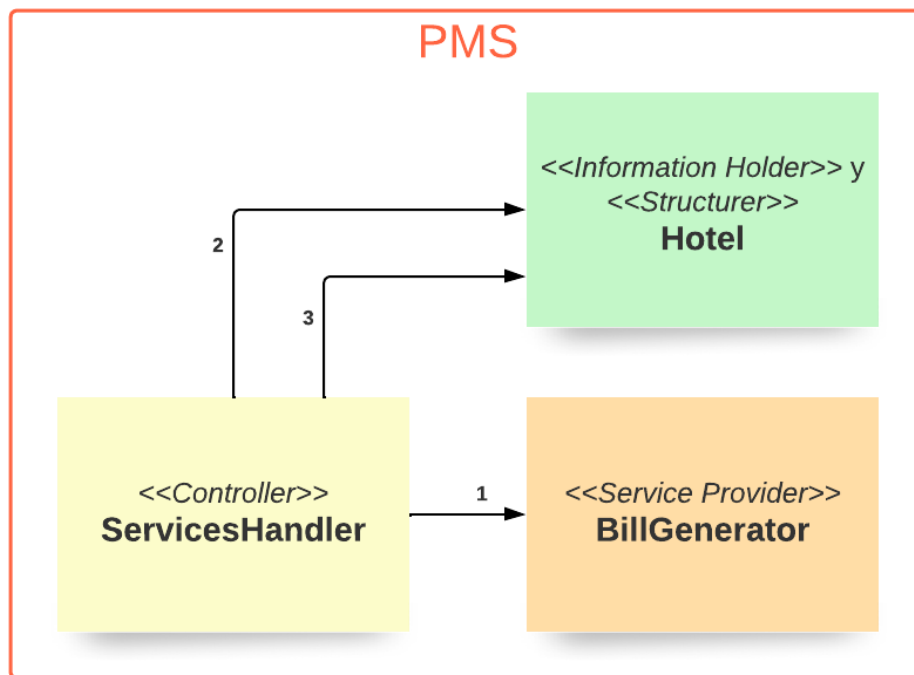 PMS
<<Information Holder>> y
<<Structurer>>
Hotel
2
3
<<Controller>>
ServicesHandler
1
<<Service Provider>>
BillGenerator